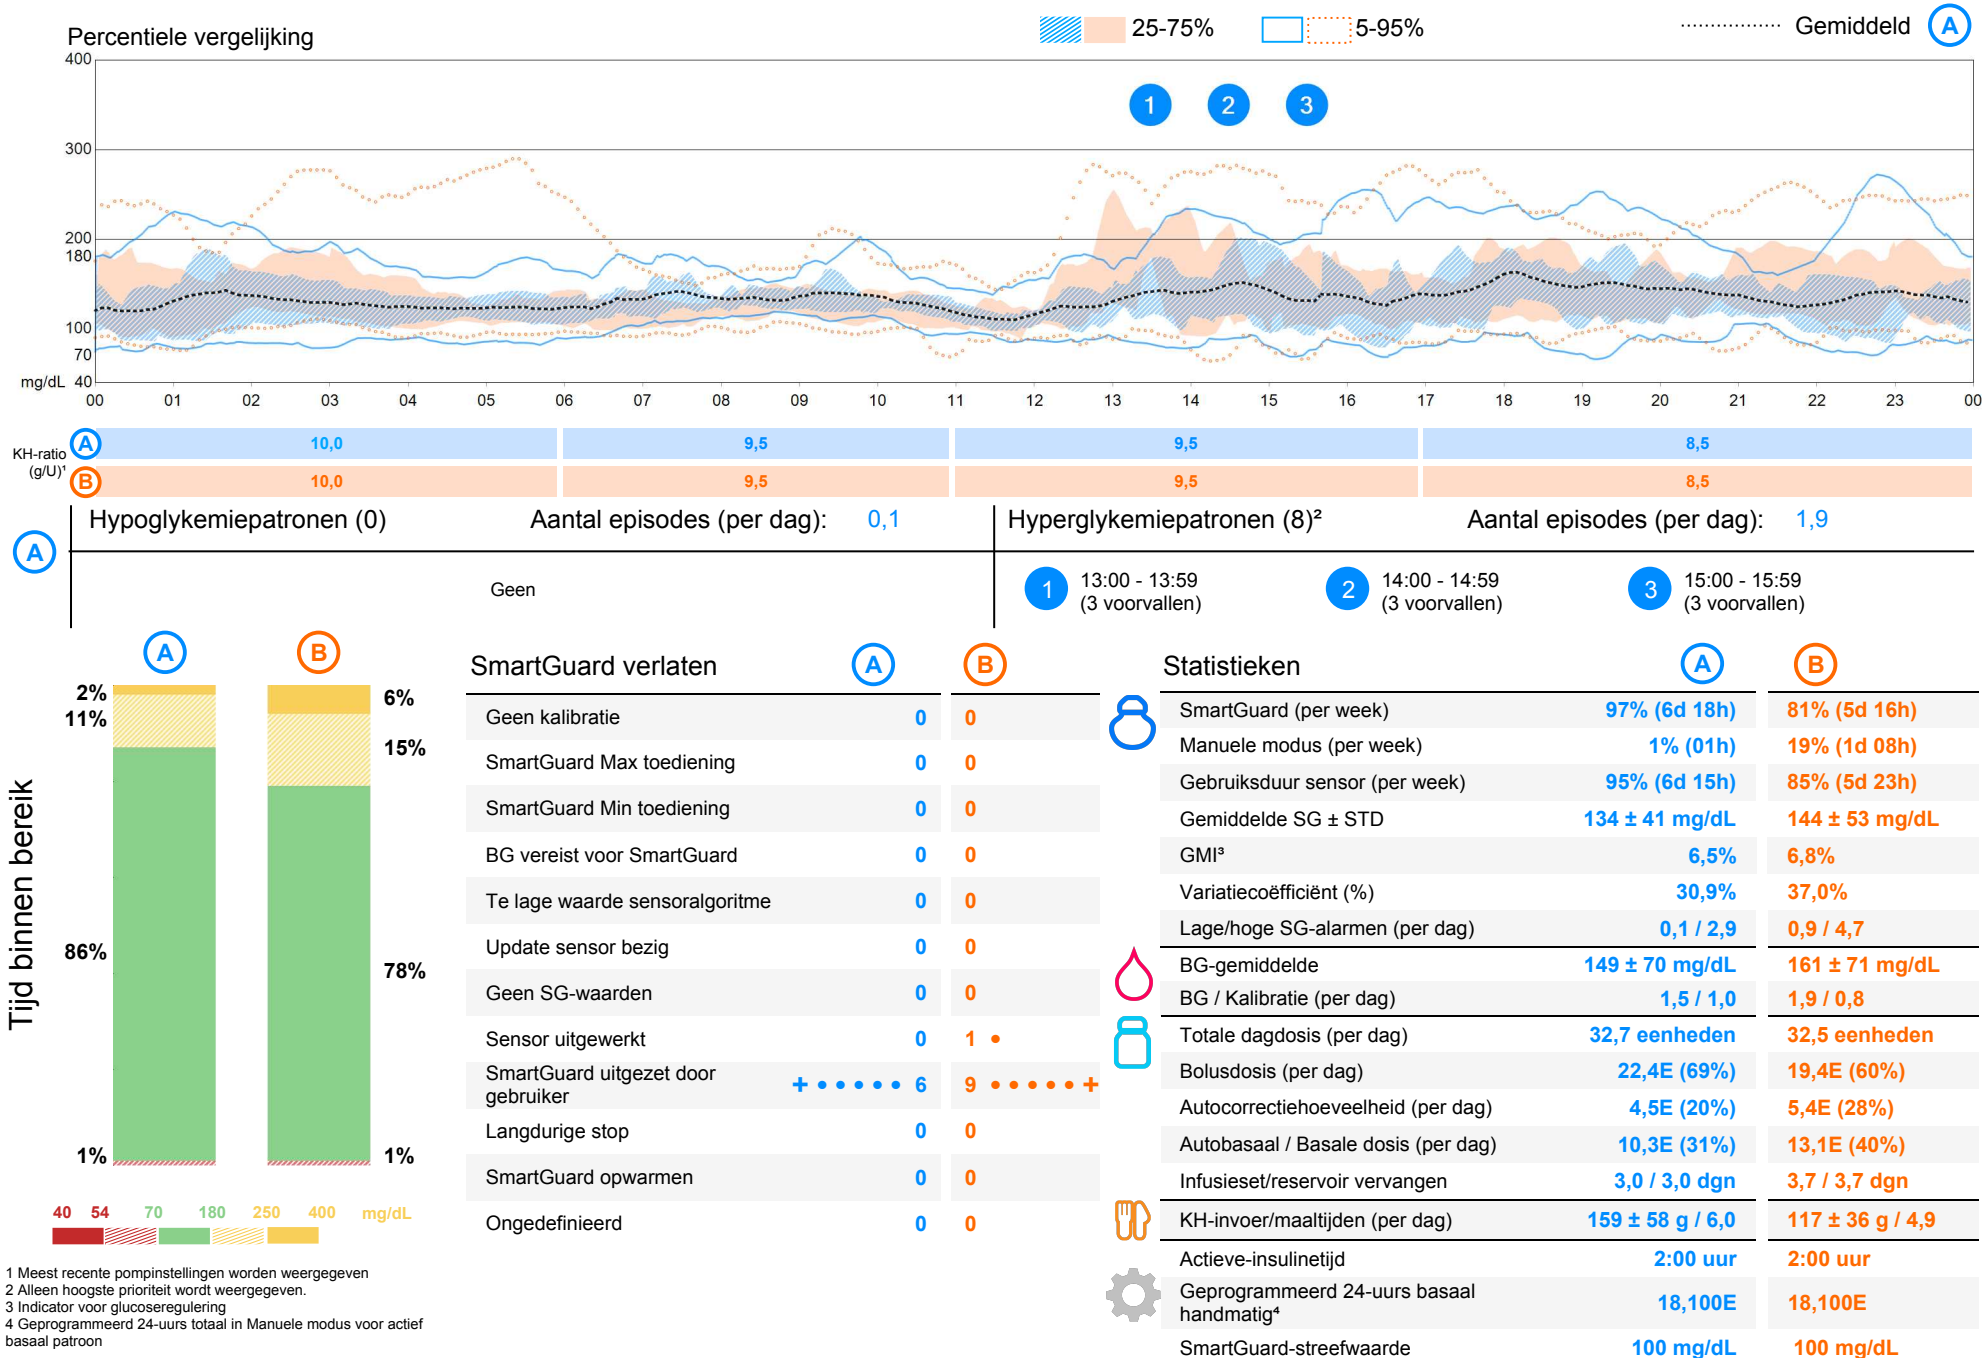 Percentiele vergelijking
25-75%
5-95%
Gemiddeld A
400
300
200
180
100
70
mg/dL 40
1 2 3
00 01 02 03 04 05 06 07 08 09 10 11 12 13 14 15 16 17 18 19 20 21 22 23 00
KH-ratio (g/U)¹
A 10,0 9,5 9,5 8,5
B 10,0 9,5 9,5 8,5
A
Hypoglykemiepatronen (0) Aantal episodes (per dag): 0,1
Geen
Hyperglykemiepatronen (8)² Aantal episodes (per dag): 1,9
1 13:00 - 13:59 (3 voorvallen)
2 14:00 - 14:59 (3 voorvallen)
3 15:00 - 15:59 (3 voorvallen)
Tijd binnen bereik
A B
2% 6%
11% 15%
86% 78%
1% 1%
40 54 70 180 250 400 mg/dL
1 Meest recente pompinstellingen worden weergegeven
2 Alleen hoogste prioriteit wordt weergegeven.
3 Indicator voor glucoseregulering
4 Geprogrammeerd 24-uurs totaal in Manuele modus voor actief
basaal patroon
SmartGuard verlaten A B
Geen kalibratie 0 0
SmartGuard Max toediening 0 0
SmartGuard Min toediening 0 0
BG vereist voor SmartGuard 0 0
Te lage waarde sensoralgoritme 0 0
Update sensor bezig 0 0
Geen SG-waarden 0 0
Sensor uitgewerkt 0 1
SmartGuard uitgezet door
gebruiker + 6 9 +
Langdurige stop 0 0
SmartGuard opwarmen 0 0
Ongedefinieerd 0 0
Statistieken A B
SmartGuard (per week) 97% (6d 18h) 81% (5d 16h)
Manuele modus (per week) 1% (01h) 19% (1d 08h)
Gebruiksduur sensor (per week) 95% (6d 15h) 85% (5d 23h)
Gemiddelde SG ± STD 134 ± 41 mg/dL 144 ± 53 mg/dL
GMI³ 6,5% 6,8%
Variatiecoëfficiënt (%) 30,9% 37,0%
Lage/hoge SG-alarmen (per dag) 0,1 / 2,9 0,9 / 4,7
BG-gemiddelde 149 ± 70 mg/dL 161 ± 71 mg/dL
BG / Kalibratie (per dag) 1,5 / 1,0 1,9 / 0,8
Totale dagdosis (per dag) 32,7 eenheden 32,5 eenheden
Bolusdosis (per dag) 22,4E (69%) 19,4E (60%)
Autocorrectiehoeveelheid (per dag) 4,5E (20%) 5,4E (28%)
Autobasaal / Basale dosis (per dag) 10,3E (31%) 13,1E (40%)
Infusieset/reservoir vervangen 3,0 / 3,0 dgn 3,7 / 3,7 dgn
KH-invoer/maaltijden (per dag) 159 ± 58 g / 6,0 117 ± 36 g / 4,9
Actieve-insulinetijd 2:00 uur 2:00 uur
Geprogrammeerd 24-uurs basaal
handmatig⁴ 18,100E 18,100E
SmartGuard-streefwaarde 100 mg/dL 100 mg/dL